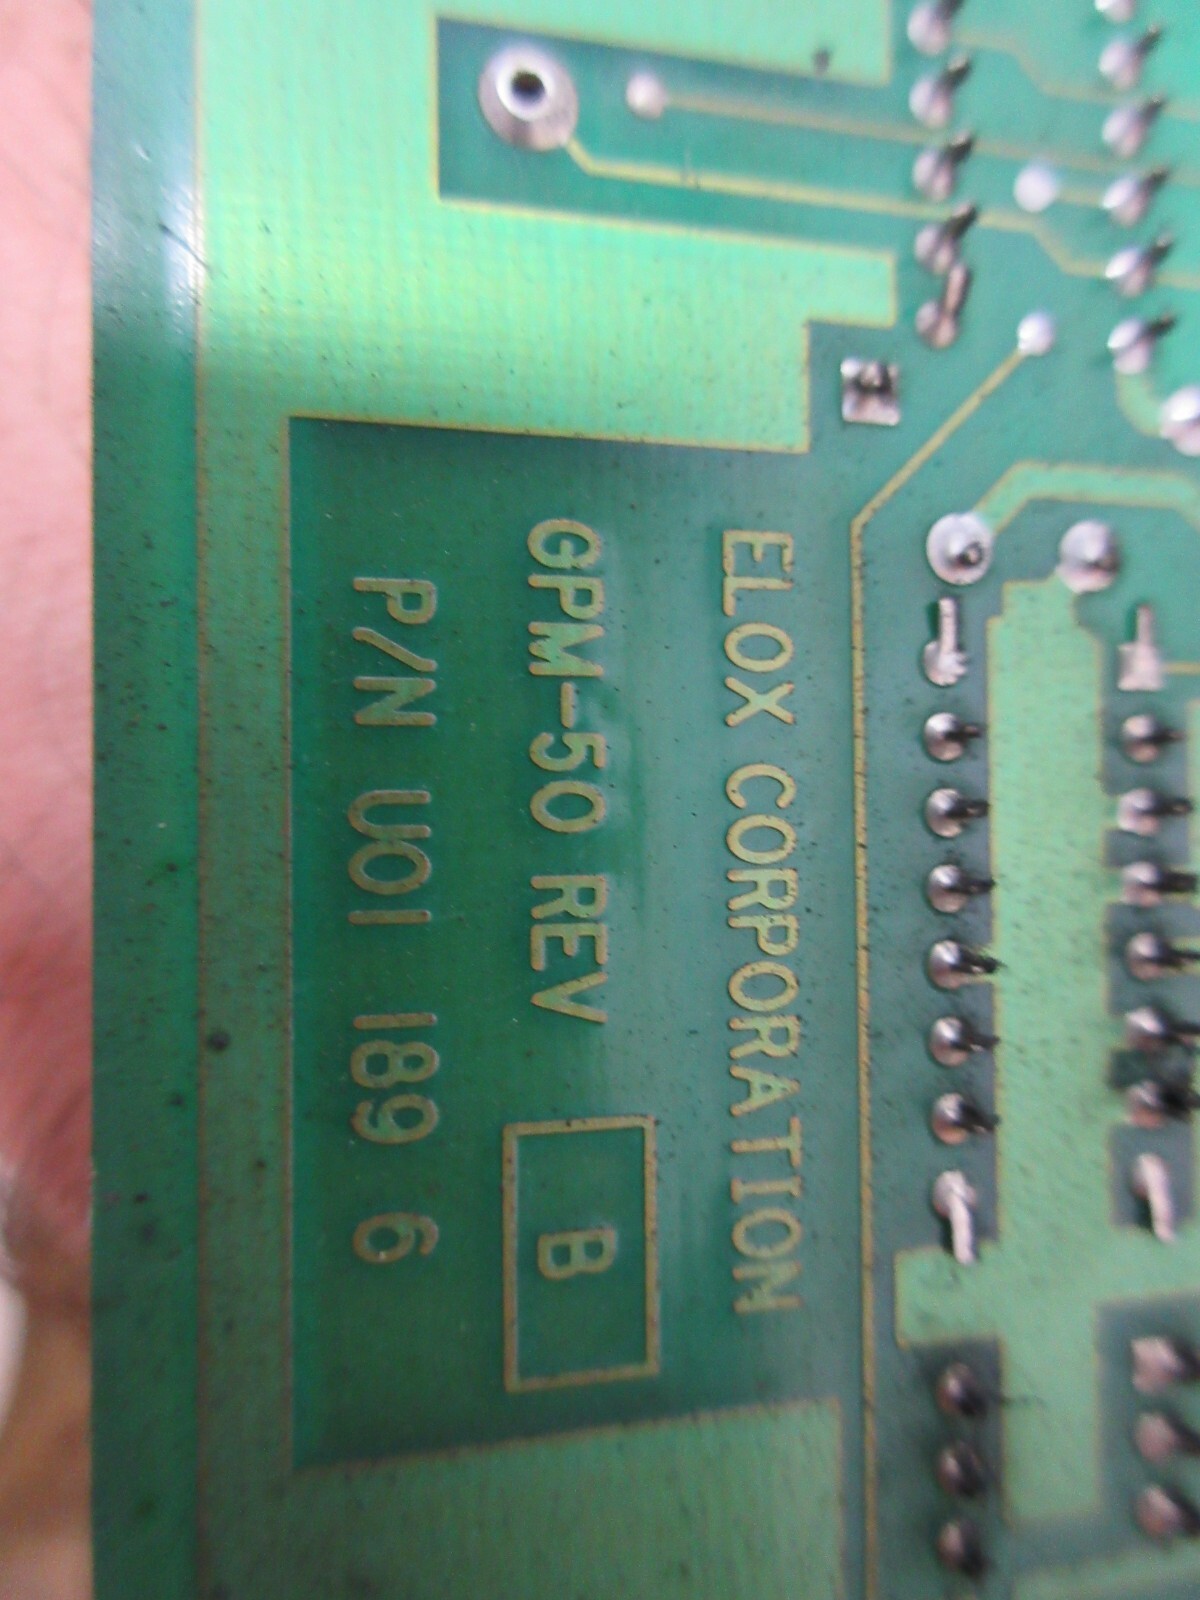 ELOX CORPORATION
GPM-50 REV B
P/N U01 189 6